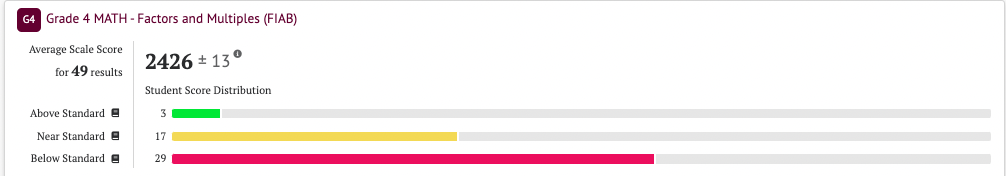 G4 Grade 4 MATH - Factors and Multiples (FIAB)
Average Scale Score
for 49 results
2426 ± 13
Student Score Distribution
Above Standard 3
Near Standard 17
Below Standard 29